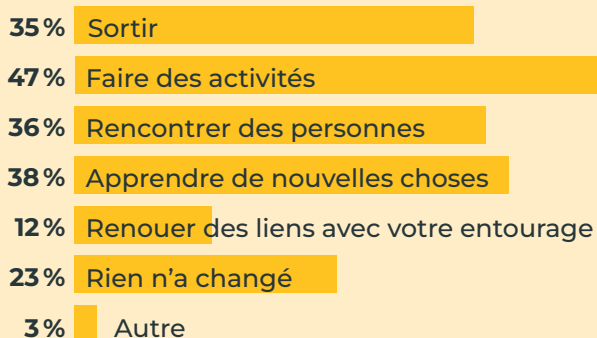 35 % Sortir
47 % Faire des activités
36 % Rencontrer des personnes
38 % Apprendre de nouvelles choses
12 % Renouer des liens avec votre entourage
23 % Rien n’a changé
3 % Autre